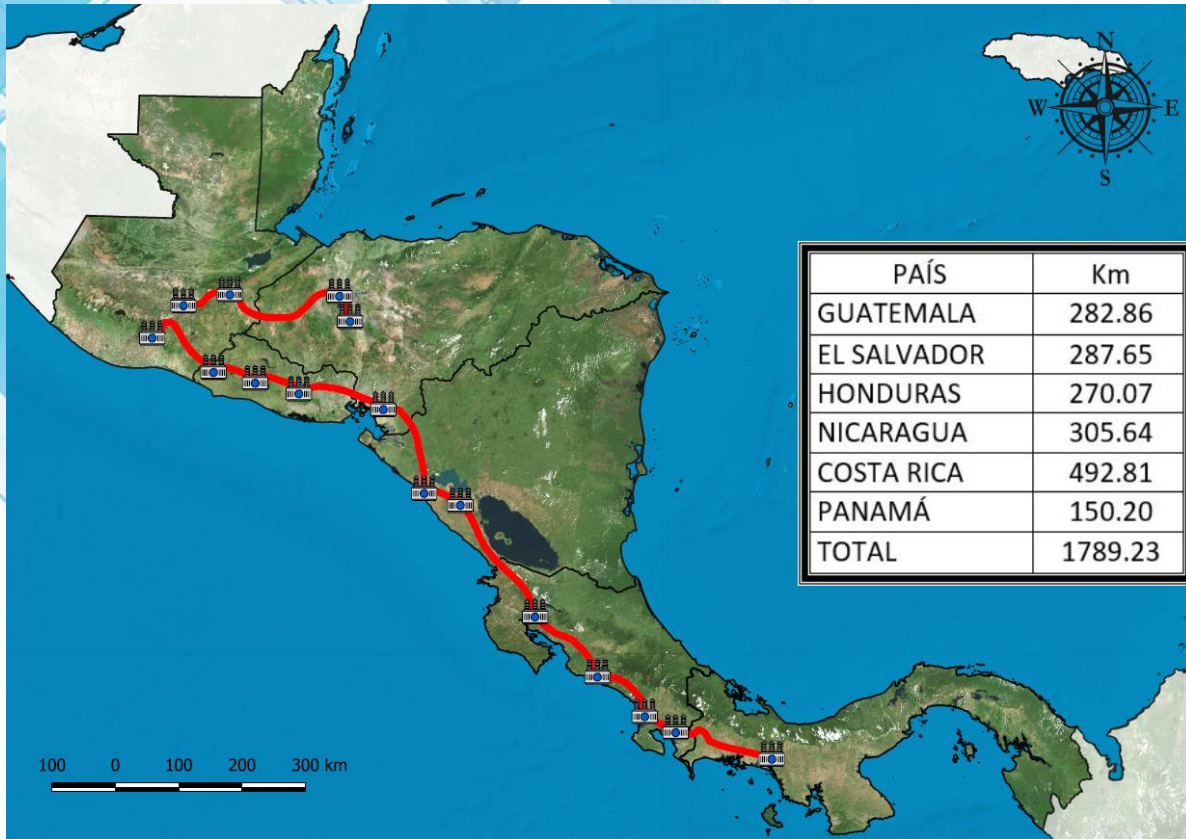 N
W E
S
PAÍS Km
GUATEMALA 282.86
EL SALVADOR 287.65
HONDURAS 270.07
NICARAGUA 305.64
COSTA RICA 492.81
PANAMÁ 150.20
TOTAL 1789.23
100 0 100 200 300 km